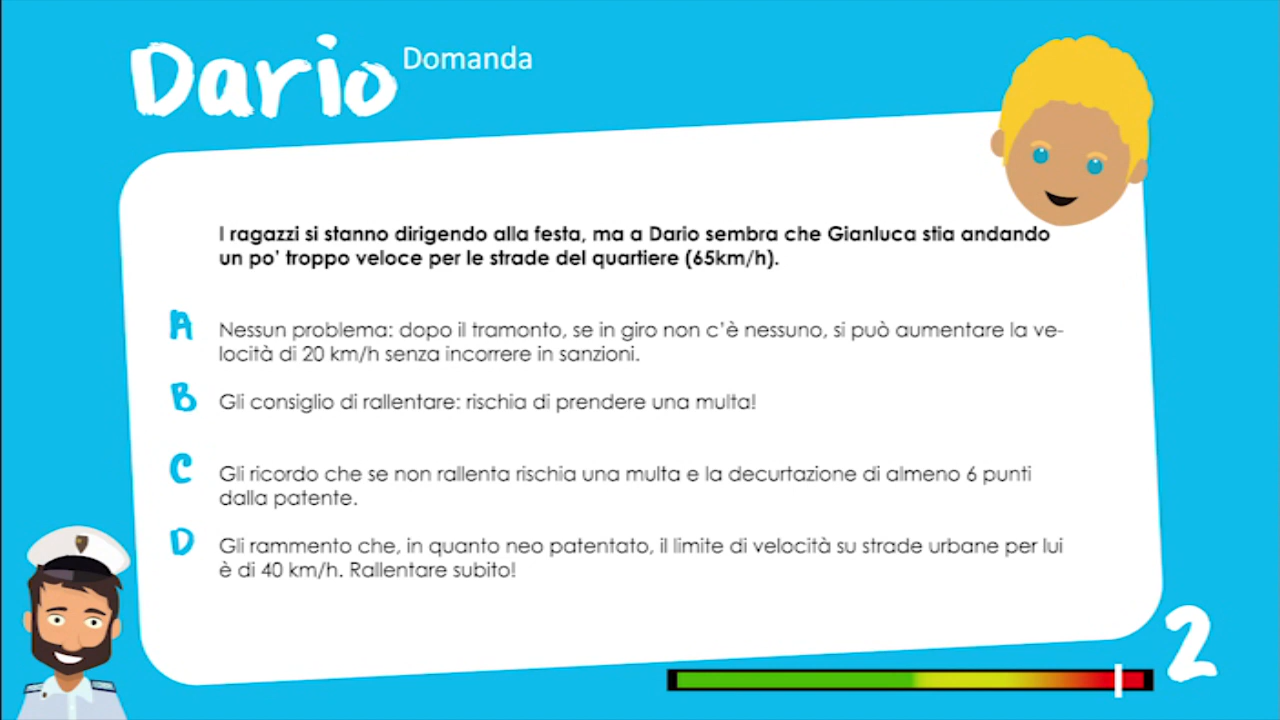 Dario Domanda
I ragazzi si stanno dirigendo alla festa, ma a Dario sembra che Gianluca stia andando
un po' troppo veloce per le strade del quartiere (65km/h).
A Nessun problema: dopo il tramonto, se in giro non c'è nessuno, si può aumentare la ve-
locità di 20 km/h senza incorrere in sanzioni.
B Gli consiglio di rallentare: rischia di prendere una multa!
C Gli ricordo che se non rallenta rischia una multa e la decurtazione di almeno 6 punti
dalla patente.
D Gli rammento che, in quanto neo patentato, il limite di velocità su strade urbane per lui
è di 40 km/h. Rallentare subito!
2